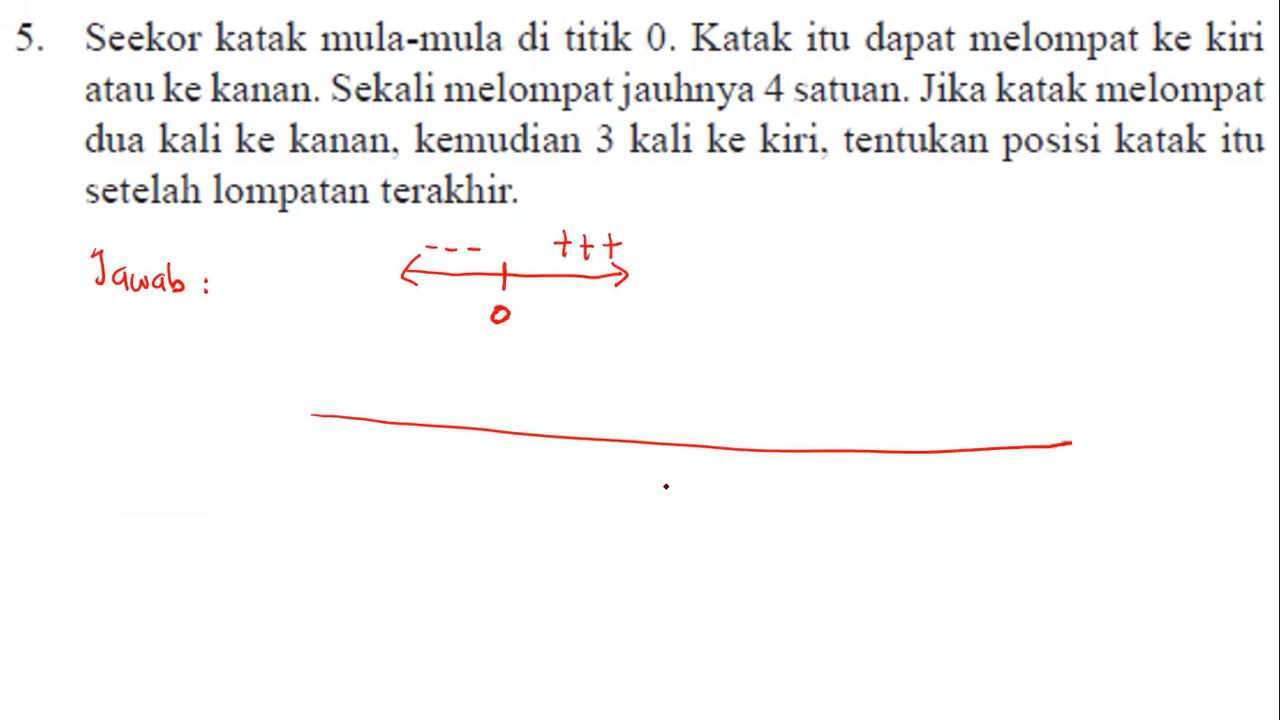 5. Seekor katak mula-mula di titik 0. Katak itu dapat melompat ke kiri
atau ke kanan. Sekali melompat jauhnya 4 satuan. Jika katak melompat
dua kali ke kanan, kemudian 3 kali ke kiri, tentukan posisi katak itu
setelah lompatan terakhir.
Jawab :
--- +++
0